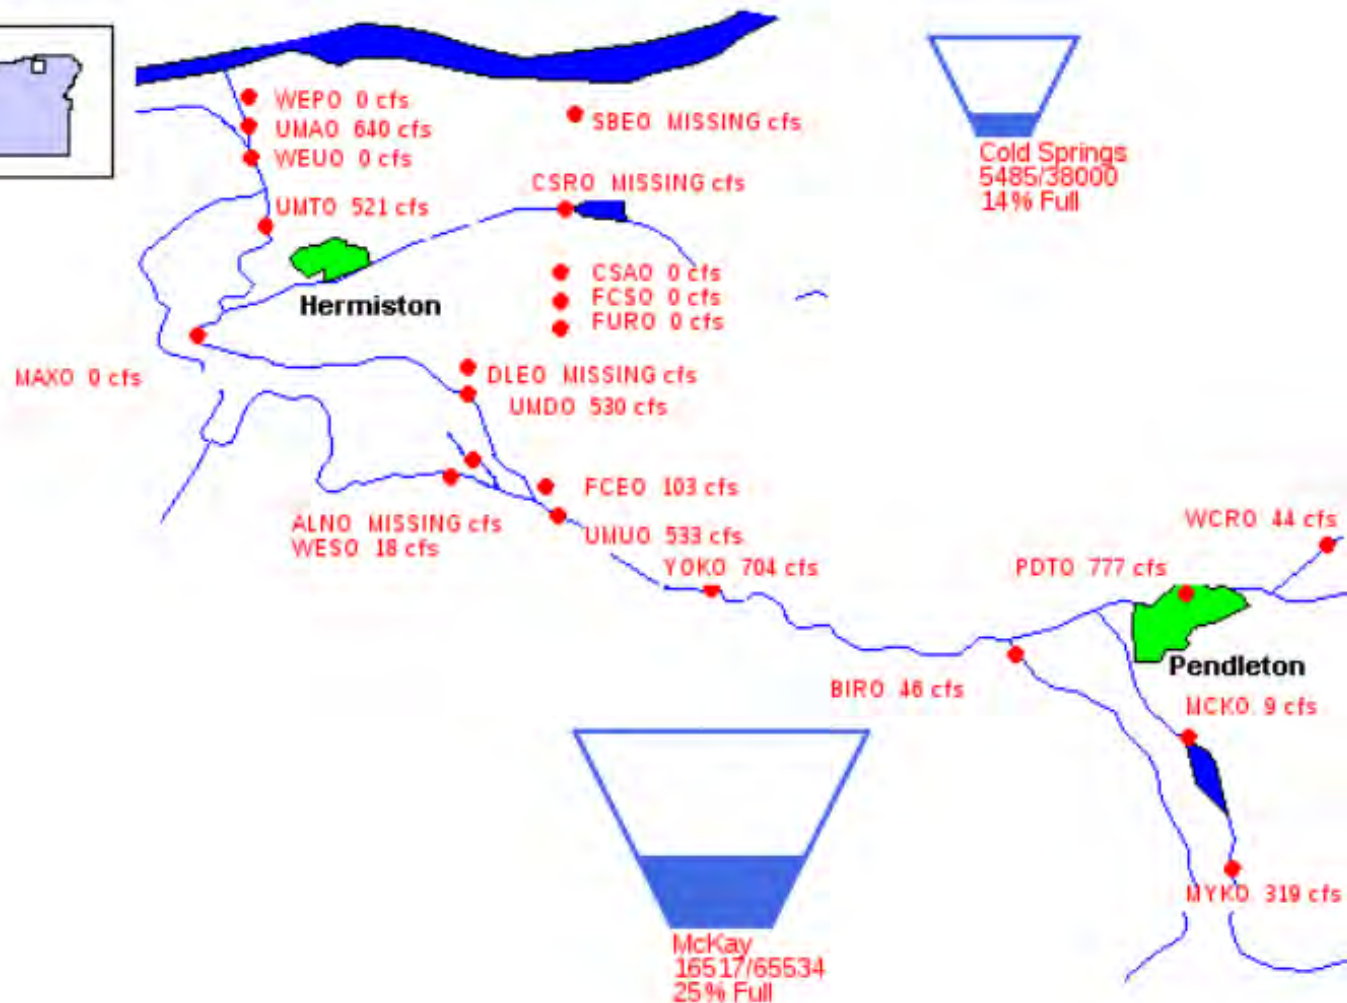 WEPO 0 cfs
UMAO 640 cfs
WEUO 0 cfs
UMTO 521 cfs
SBEO MISSING cfs
CSRO MISSING cfs
Cold Springs
5485/38000
14% Full
CSAO 0 cfs
FCSO 0 cfs
FURO 0 cfs
Hermiston
MAXO 0 cfs
DLEO MISSING cfs
UMDO 530 cfs
FCEO 103 cfs
ALNO MISSING cfs
WESO 18 cfs
UMUO 533 cfs
YOKO 704 cfs
PDTO 777 cfs
WCRO 44 cfs
Pendleton
BIRO 46 cfs
MCKO 9 cfs
MYKO 319 cfs
McKay
16517/65534
25% Full